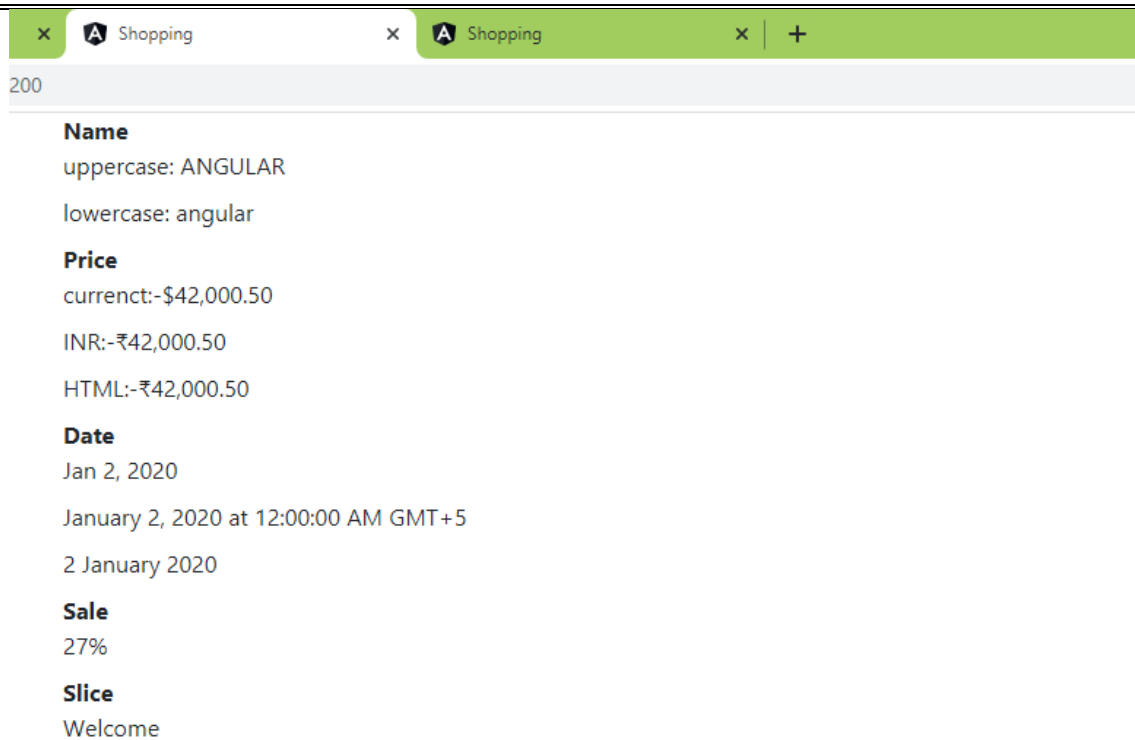 Shopping
Shopping
200
Name
uppercase: ANGULAR
lowercase: angular
Price
currenct:-$42,000.50
INR:-₹42,000.50
HTML:-₹42,000.50
Date
Jan 2, 2020
January 2, 2020 at 12:00:00 AM GMT+5
2 January 2020
Sale
27%
Slice
Welcome